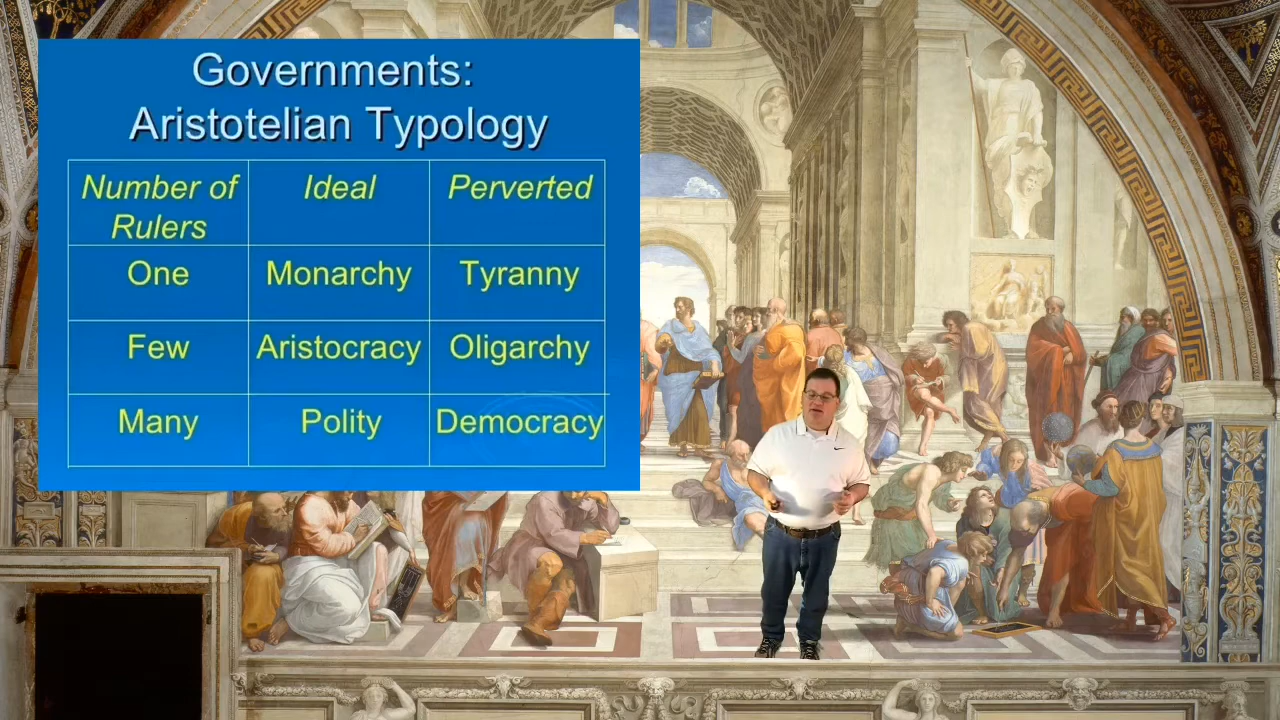 Governments:
Aristotelian Typology
Number of Rulers | Ideal | Perverted
One | Monarchy | Tyranny
Few | Aristocracy | Oligarchy
Many | Polity | Democracy